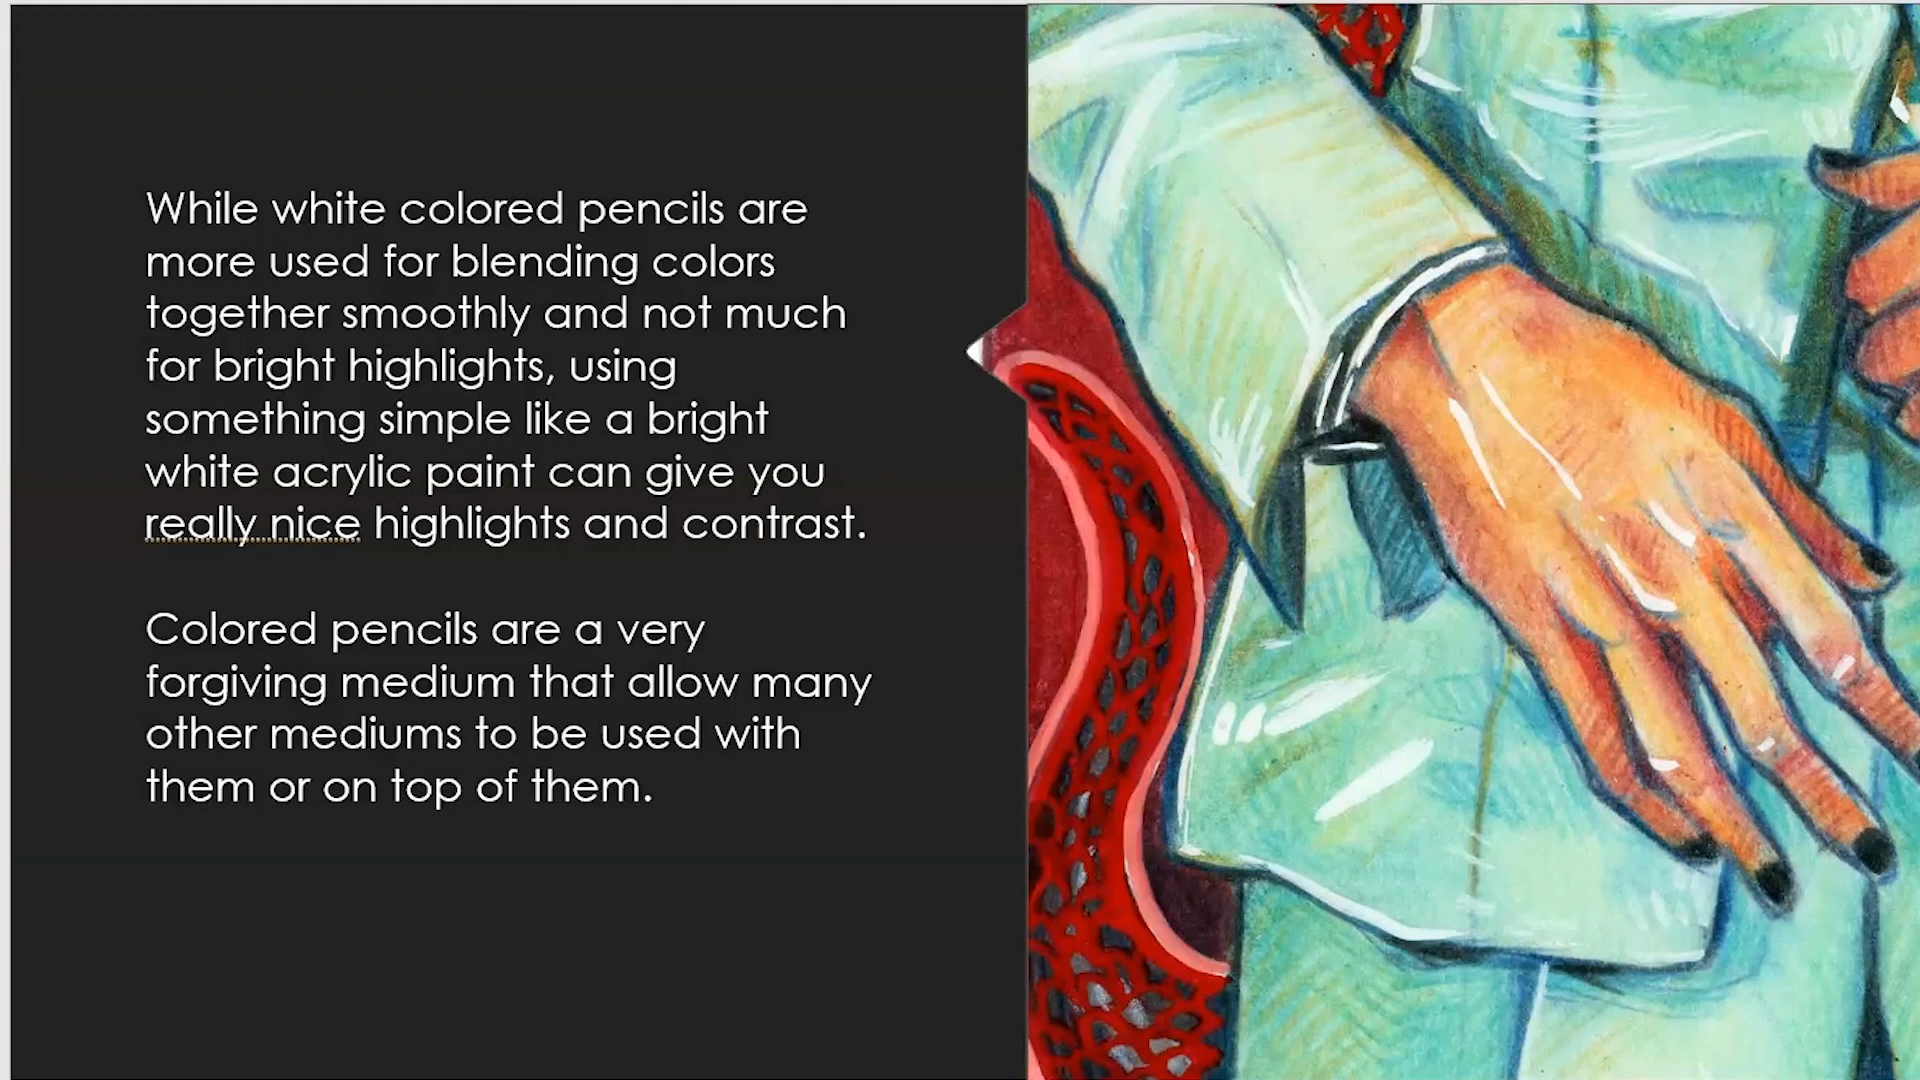 While white colored pencils are
more used for blending colors
together smoothly and not much
for bright highlights, using
something simple like a bright
white acrylic paint can give you
really nice highlights and contrast.
Colored pencils are a very
forgiving medium that allow many
other mediums to be used with
them or on top of them.